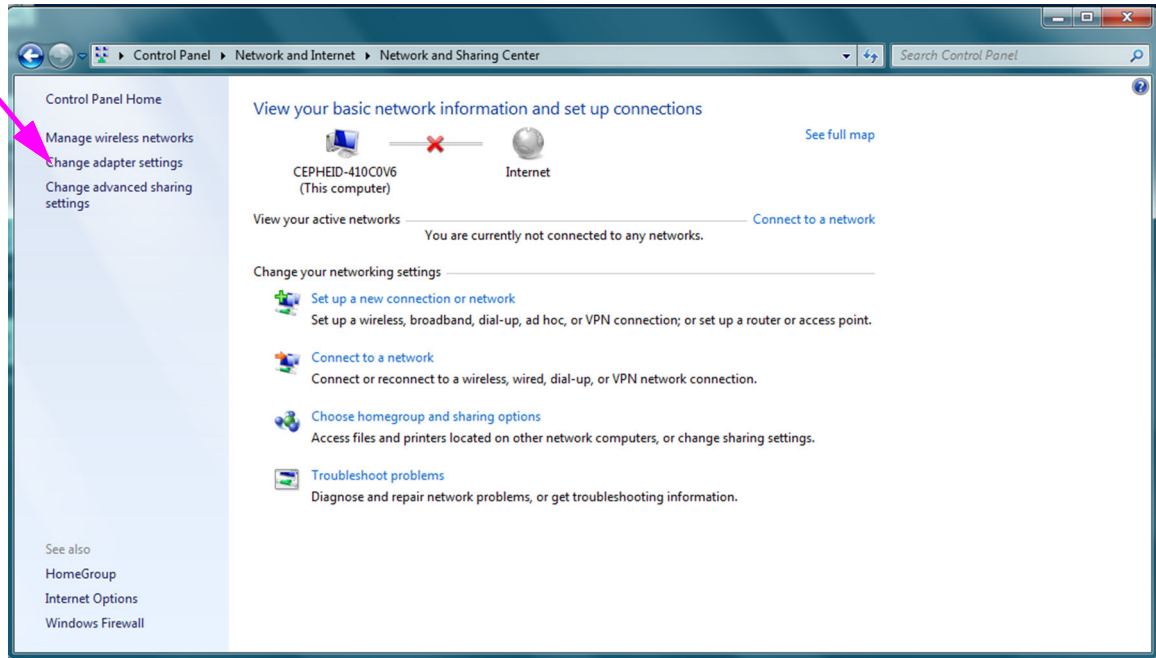 Control Panel Network and Internet Network and Sharing Center
Search Control Panel
Control Panel Home
Manage wireless networks
Change adapter settings
Change advanced sharing
settings
View your basic network information and set up connections
See full map
CEPHEID-410C0V6
(This computer)
Internet
View your active networks
Connect to a network
You are currently not connected to any networks.
Change your networking settings
Set up a new connection or network
Set up a wireless, broadband, dial-up, ad hoc, or VPN connection; or set up a router or access point.
Connect to a network
Connect or reconnect to a wireless, wired, dial-up, or VPN network connection.
Choose homegroup and sharing options
Access files and printers located on other network computers, or change sharing settings.
Troubleshoot problems
Diagnose and repair network problems, or get troubleshooting information.
See also
HomeGroup
Internet Options
Windows Firewall